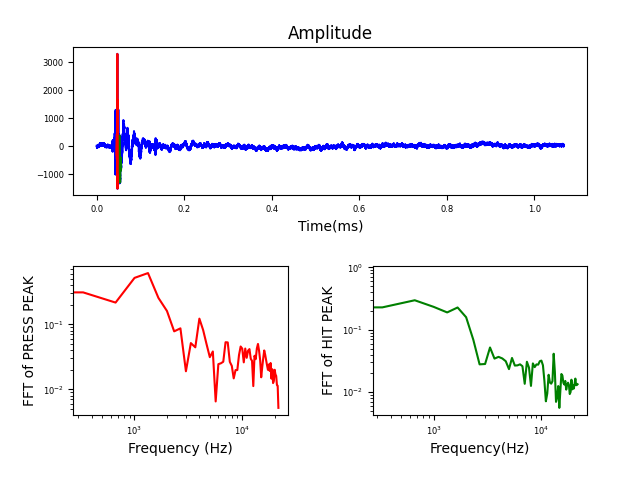 Amplitude
3000
2000
1000
0
−1000
0.0 0.2 0.4 0.6 0.8 1.0
Time(ms)
FFT of PRESS PEAK
10⁻¹
10⁻²
10³ 10⁴
Frequency (Hz)
FFT of HIT PEAK
10⁰
10⁻¹
10⁻²
10³ 10⁴
Frequency(Hz)